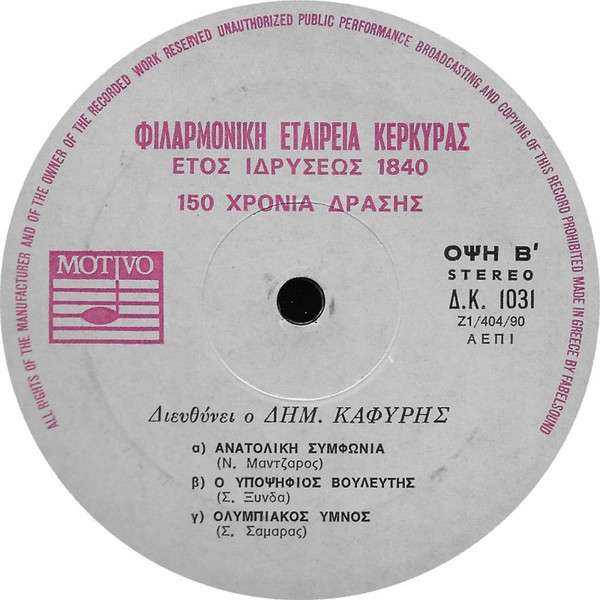 ALL RIGHTS OF THE MANUFACTURER AND OF THE OWNER OF THE RECORDED WORK RESERVED UNAUTHORIZED PUBLIC PERFORMANCE BROADCASTING AND COPYING OF THIS RECORD PROHIBITED MADE IN GREECE BY FABELSOUND
ΦΙΛΑΡΜΟΝΙΚΗ ΕΤΑΙΡΕΙΑ ΚΕΡΚΥΡΑΣ
ΕΤΟΣ ΙΔΡΥΣΕΩΣ 1840
150 ΧΡΟΝΙΑ ΔΡΑΣΗΣ
MOTIVO
ΟΨΗ Β'
STEREO
Δ.Κ. 1031
Z1/404/90
ΑΕΠΙ
Διευθύνει ο ΔΗΜ. ΚΑΦΥΡΗΣ
α) ΑΝΑΤΟΛΙΚΗ ΣΥΜΦΩΝΙΑ
(Ν. Μαντζαρος)
β) Ο ΥΠΟΨΗΦΙΟΣ ΒΟΥΛΕΥΤΗΣ
(Σ. Ξυνδα)
γ) ΟΛΥΜΠΙΑΚΟΣ ΥΜΝΟΣ
(Σ. Σαμαρας)